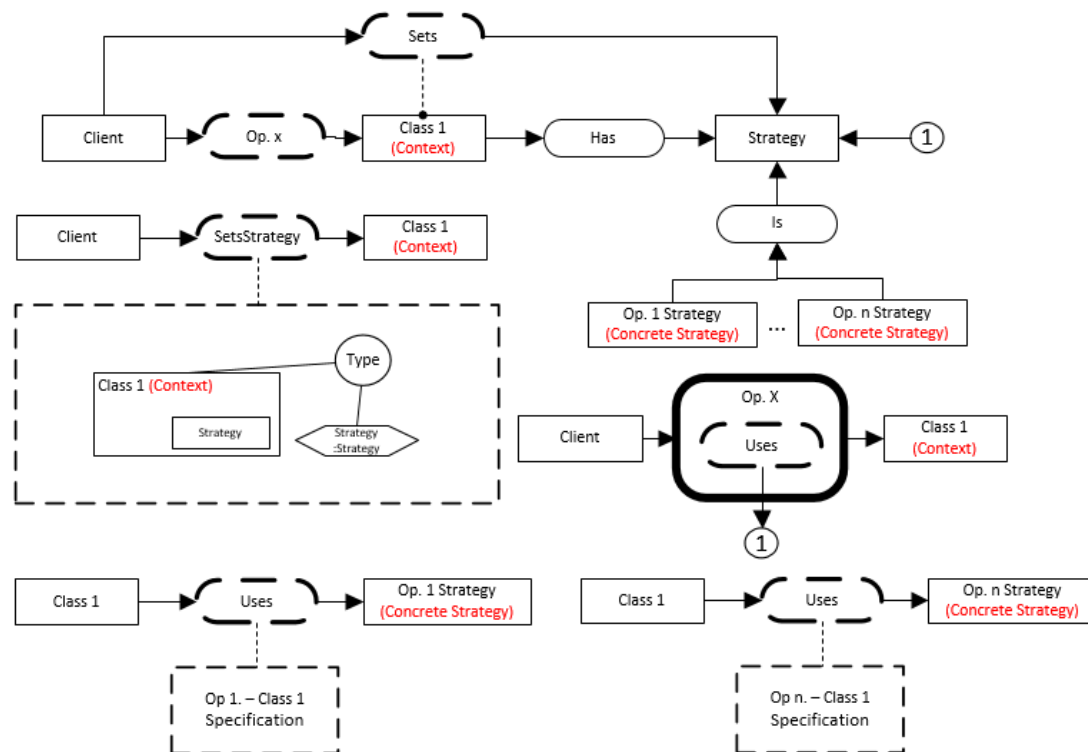 Sets
Client
Op. x
Class 1
(Context)
Has
Strategy
1
Client
SetsStrategy
Class 1
(Context)
Is
Op. 1 Strategy
(Concrete Strategy)
...
Op. n Strategy
(Concrete Strategy)
Type
Class 1 (Context)
Strategy
Strategy
:Strategy
Op. X
Client
Uses
Class 1
(Context)
1
Class 1
Uses
Op. 1 Strategy
(Concrete Strategy)
Class 1
Uses
Op. n Strategy
(Concrete Strategy)
Op 1. – Class 1
Specification
Op n. – Class 1
Specification